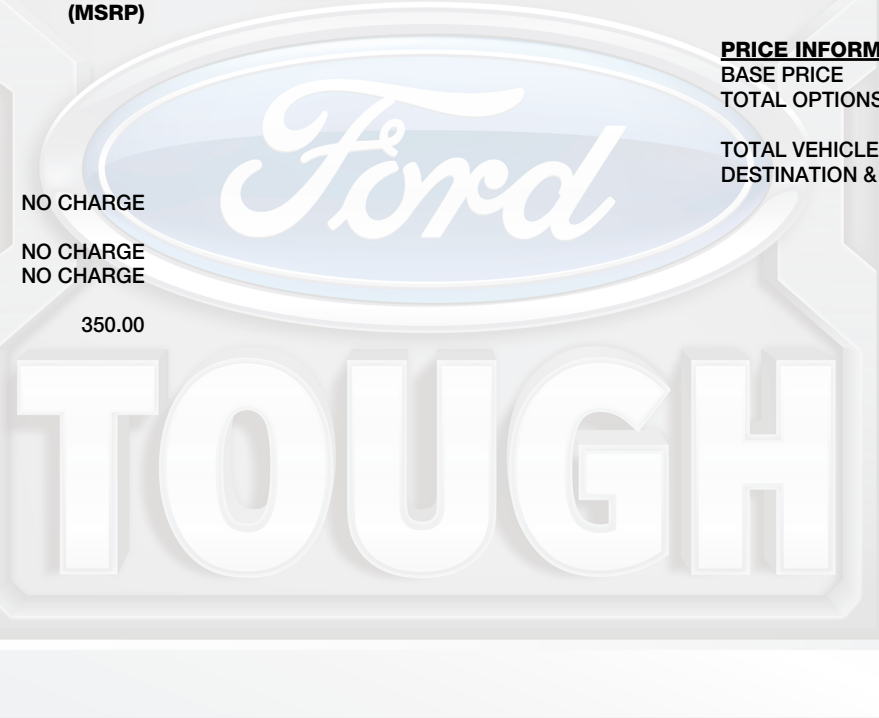 (MSRP)
PRICE INFORM
BASE PRICE
TOTAL OPTIONS
TOTAL VEHICLE
DESTINATION &
NO CHARGE
NO CHARGE
NO CHARGE
350.00
Ford
TOUGH